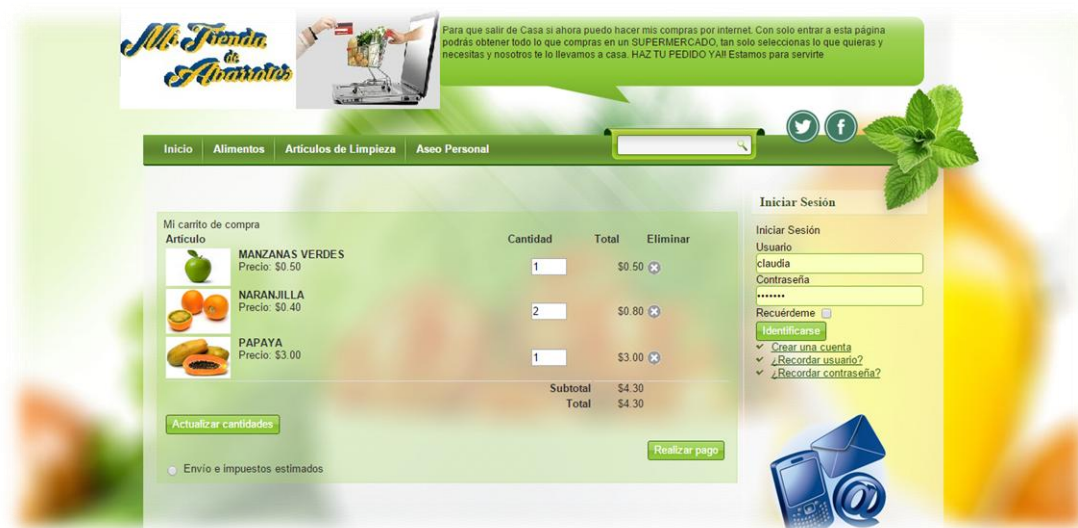 Mi Tienda
de
Abarrotes
Para que salir de Casa si ahora puedo hacer mis compras por internet. Con solo entrar a esta página
podrás obtener todo lo que compras en un SUPERMERCADO, tan solo seleccionas lo que quieras y
necesitas y nosotros te lo llevamos a casa. HAZ TU PEDIDO YA!! Estamos para servirte
Inicio Alimentos Articulos de Limpieza Aseo Personal
Iniciar Sesión
Mi carrito de compra
Artículo Cantidad Total Eliminar
MANZANAS VERDES
Precio: $0.50 1 $0.50
NARANJILLA
Precio: $0.40 2 $0.80
PAPAYA
Precio: $3.00 1 $3.00
Subtotal $4.30
Total $4.30
Actualizar cantidades
Realizar pago
Envío e impuestos estimados
Iniciar Sesión
Usuario
claudia
Contraseña
•••••••
Recuérdeme
Identificarse
Crear una cuenta
¿Recordar usuario?
¿Recordar contraseña?